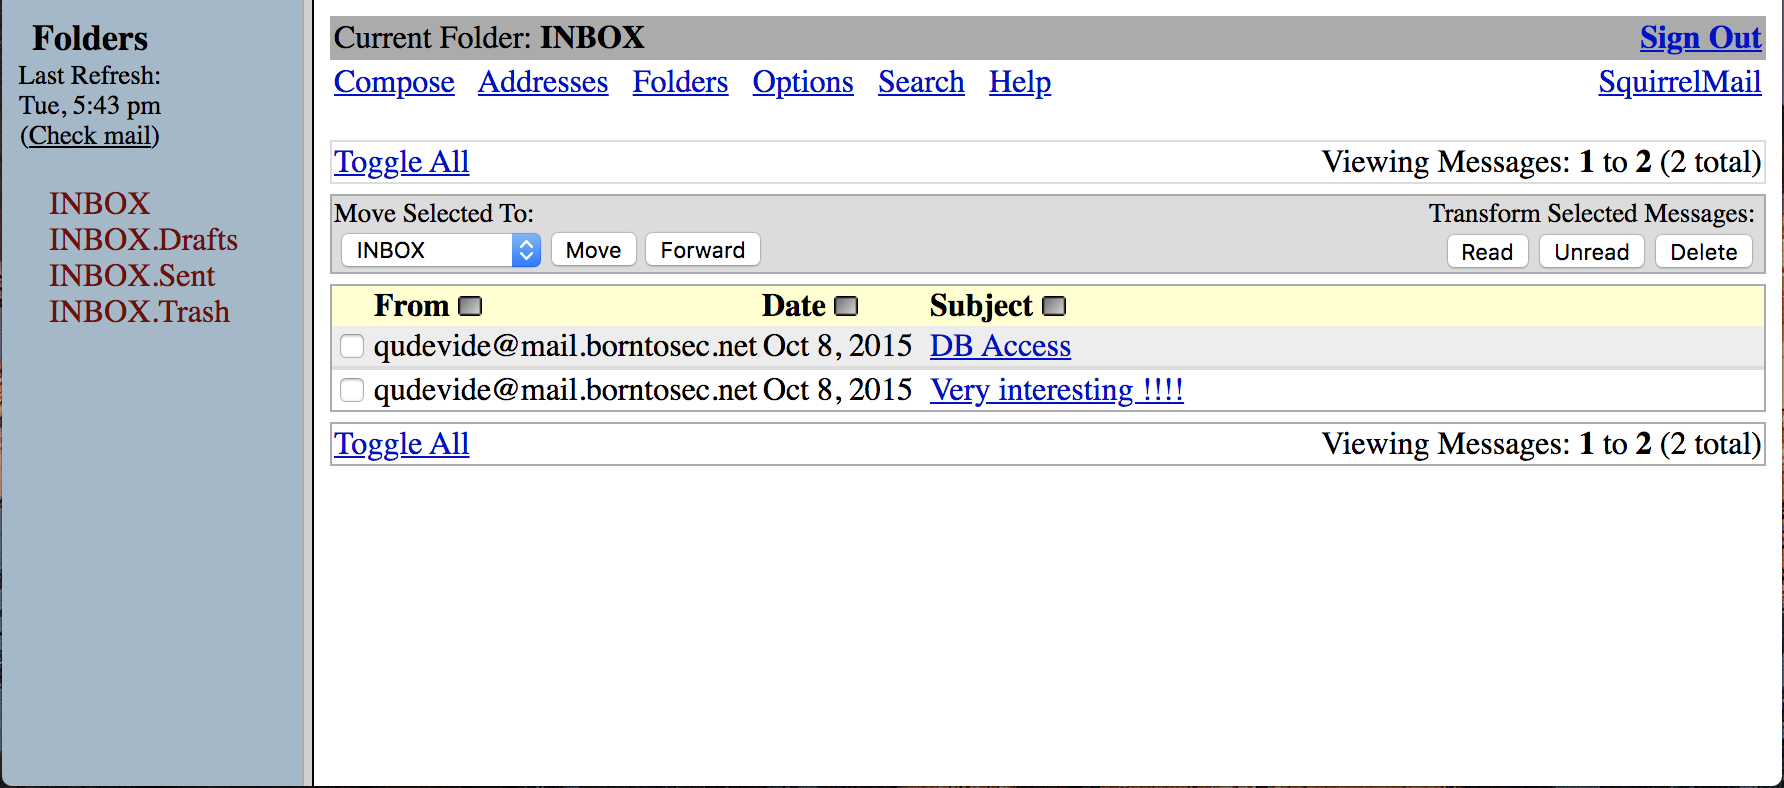 Folders
Last Refresh:
Tue, 5:43 pm
(Check mail)
INBOX
INBOX.Drafts
INBOX.Sent
INBOX.Trash
Current Folder: INBOX Sign Out
Compose Addresses Folders Options Search Help SquirrelMail
Toggle All Viewing Messages: 1 to 2 (2 total)
Move Selected To: Transform Selected Messages:
INBOX Move Forward Read Unread Delete
From Date Subject
qudevide@mail.borntosec.net Oct 8, 2015 DB Access
qudevide@mail.borntosec.net Oct 8, 2015 Very interesting !!!!
Toggle All Viewing Messages: 1 to 2 (2 total)